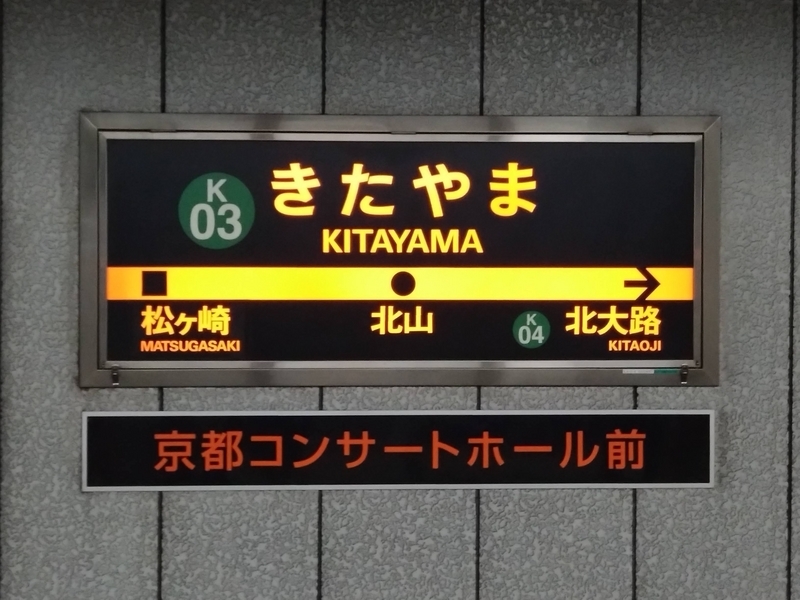 K
03
きたやま
KITAYAMA
松ヶ崎
MATSUGASAKI
北山
K
04
北大路
KITAOJI
京都コンサートホール前